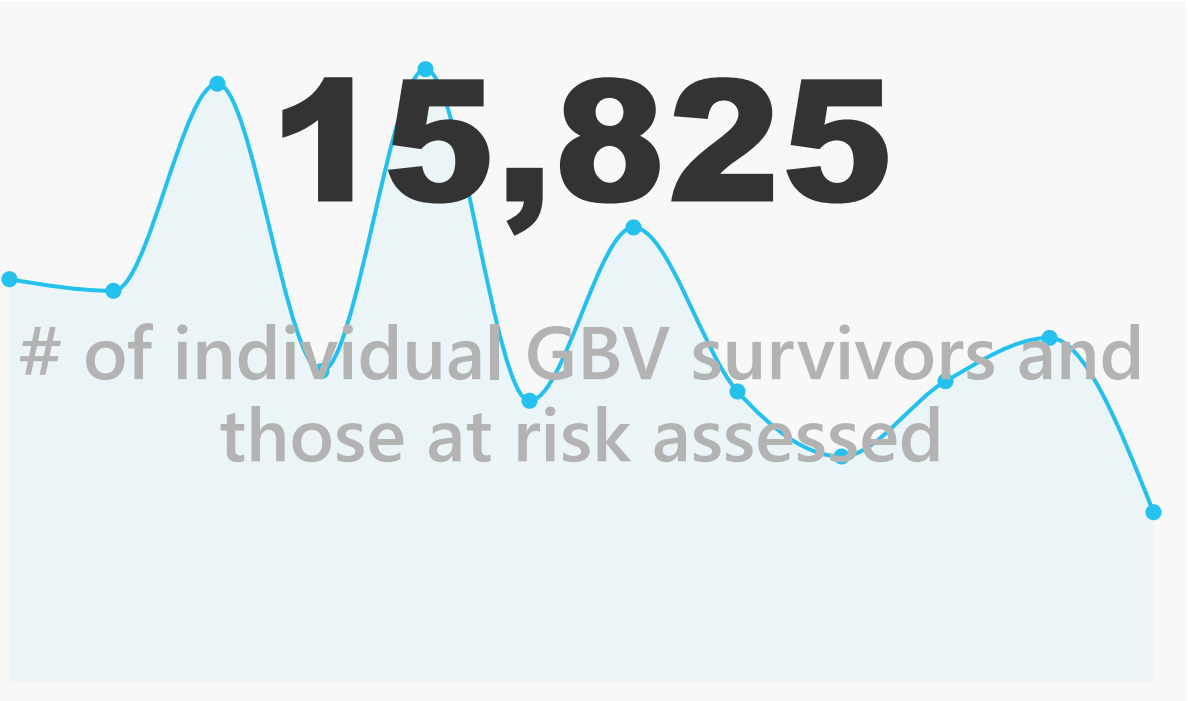 15,825
# of individual GBV survivors and
those at risk assessed